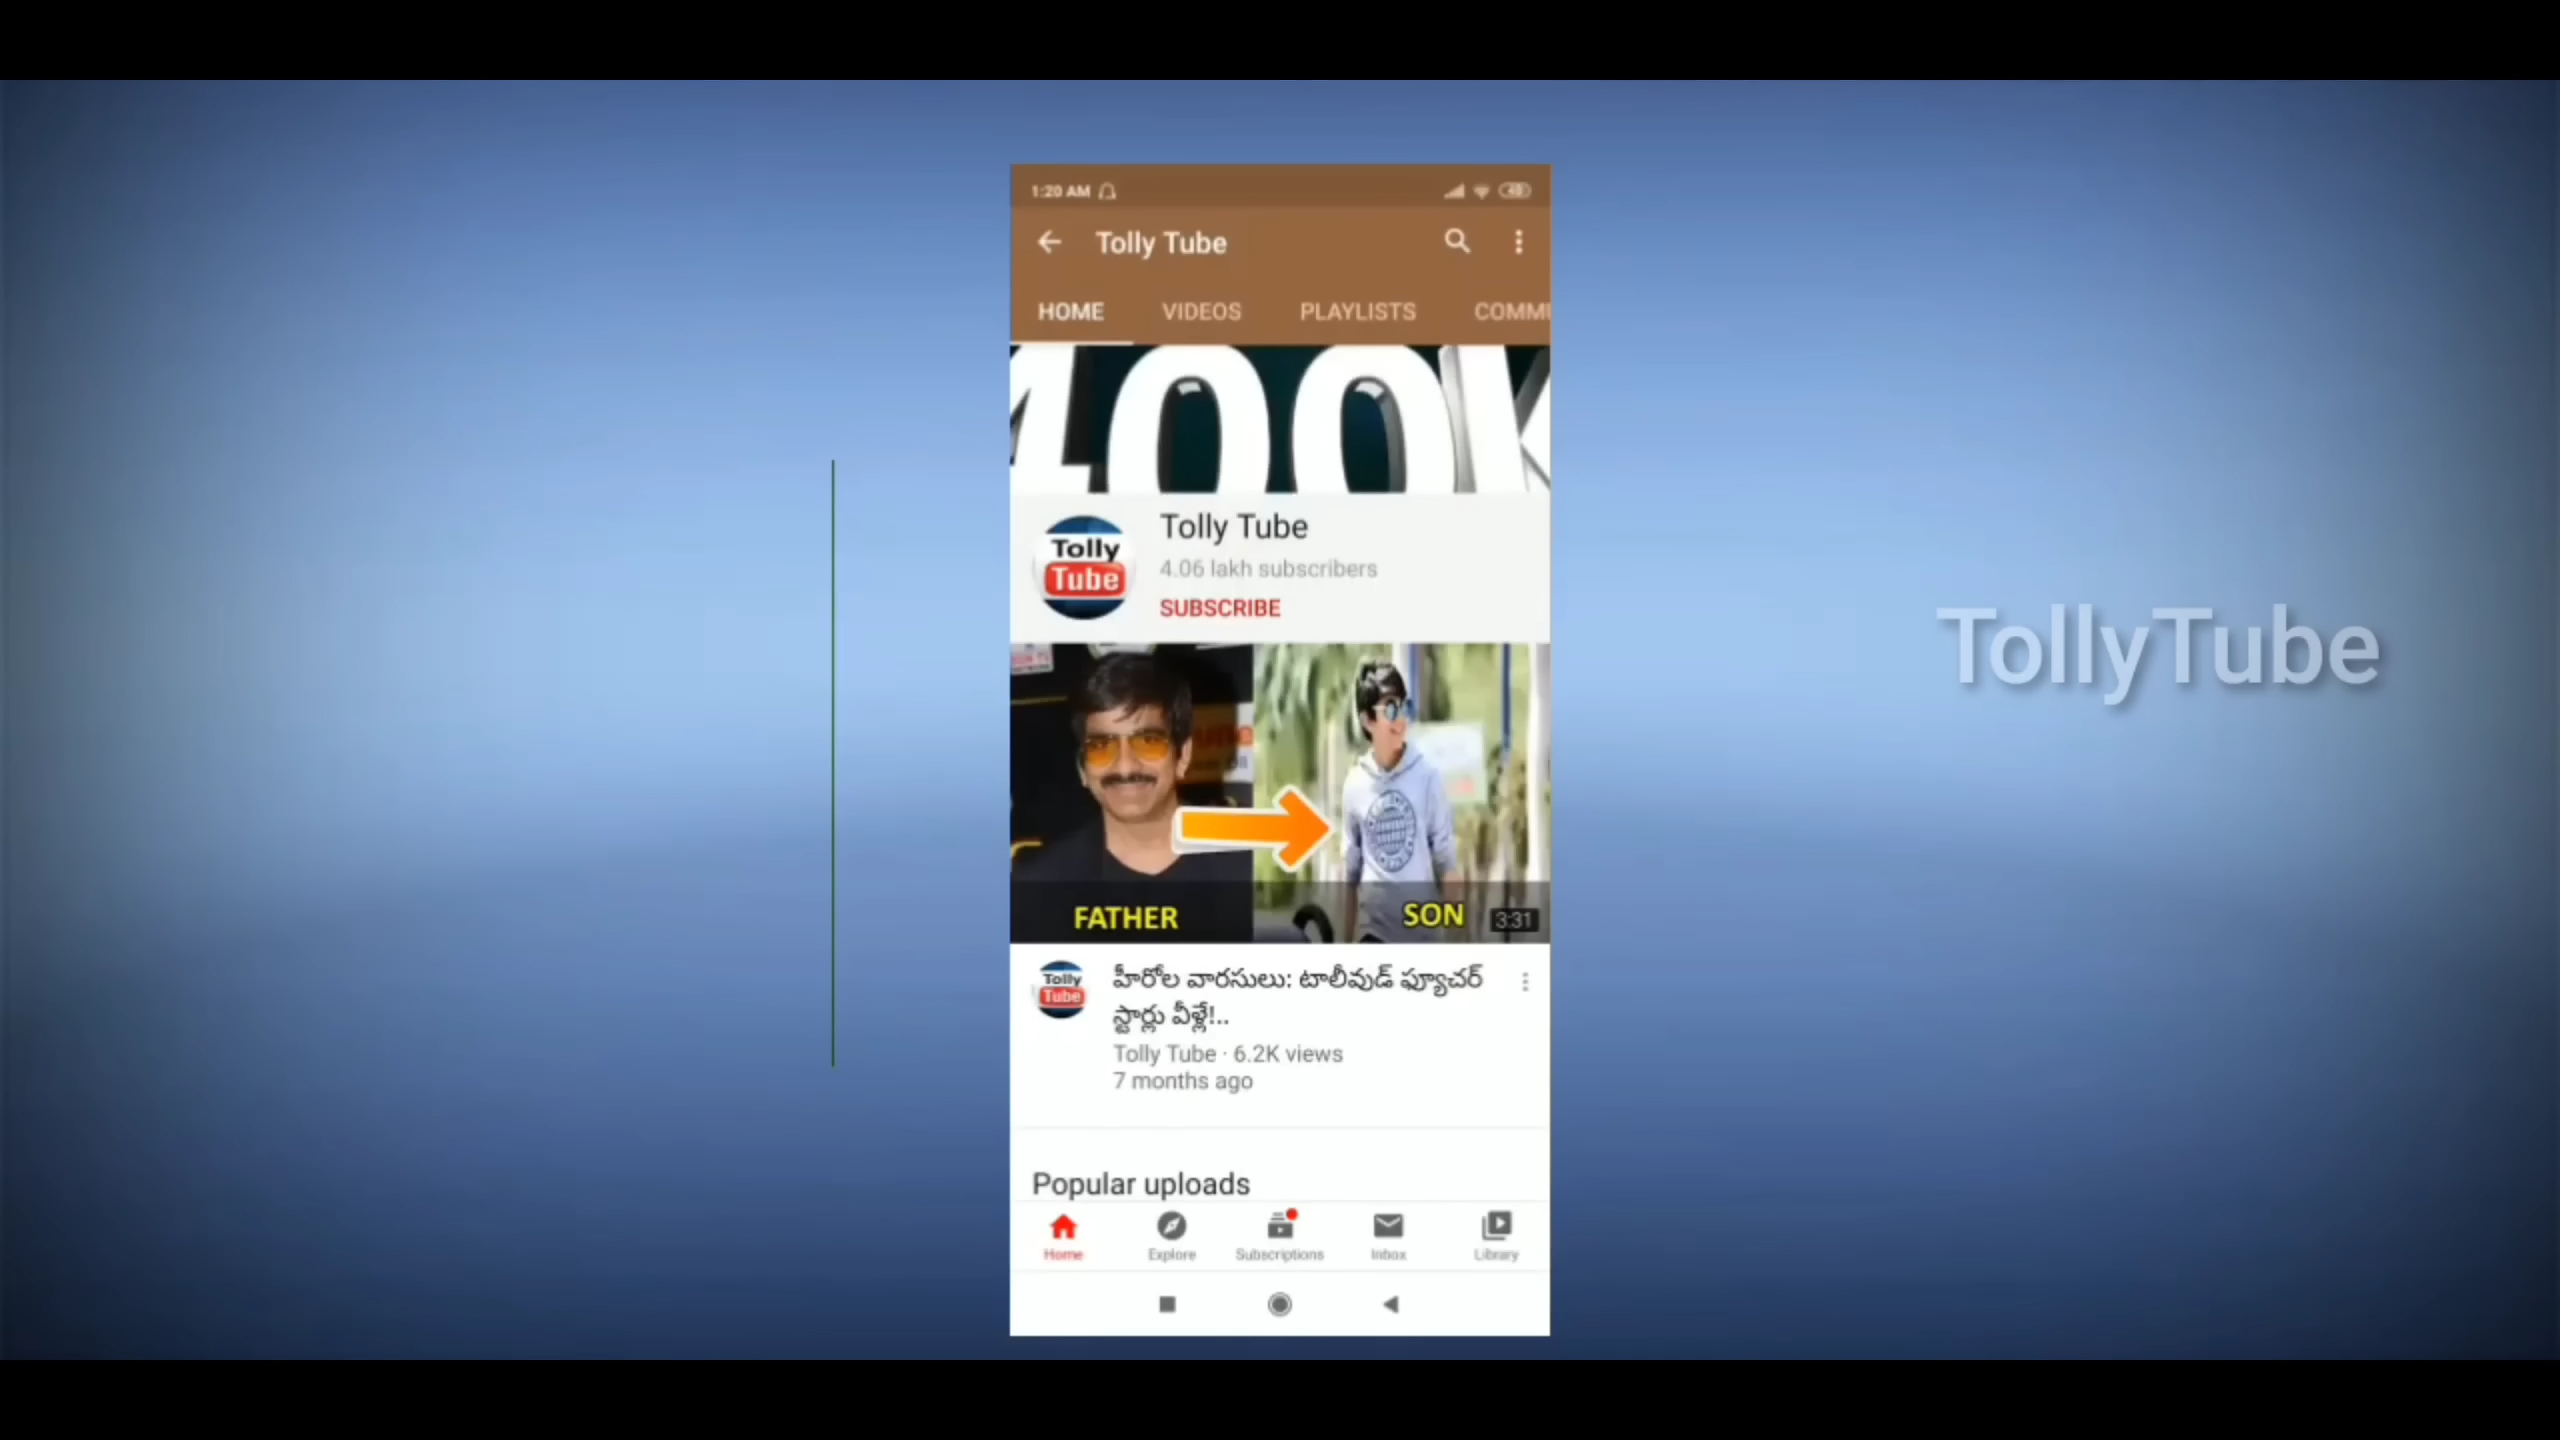 1:20 AM
Tolly Tube
HOME VIDEOS PLAYLISTS COMMU
400K
Tolly Tube
4.06 lakh subscribers
SUBSCRIBE
Tolly
Tube
TollyTube
FATHER SON 3:31
హీరోల వారసులు: టాలీవుడ్ ఫ్యూచర్
స్టార్లు వీళ్లే!..
Tolly
Tube
Tolly Tube · 6.2K views
7 months ago
Popular uploads
Home Explore Subscriptions Inbox Library